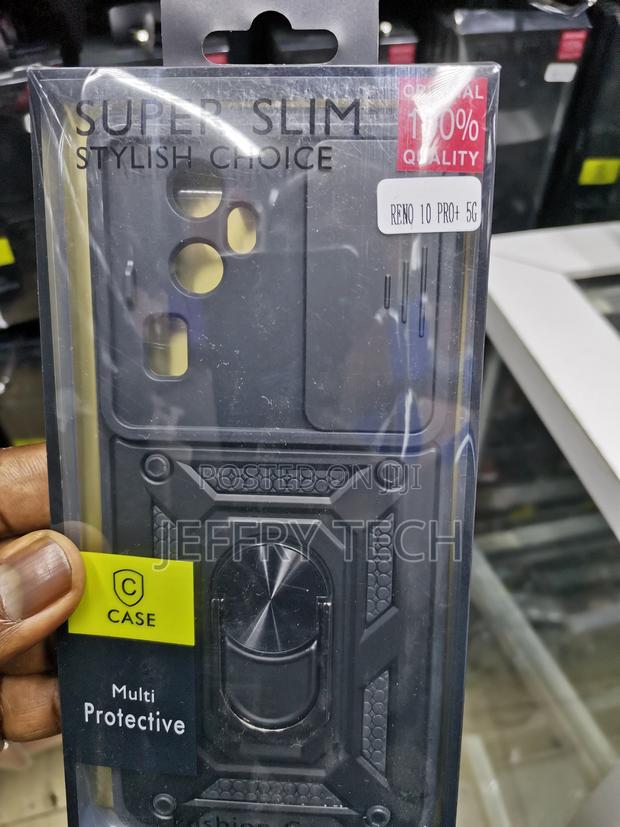 SUPER SLIM
STYLISH CHOICE
ORIGINAL
100%
QUALITY
RENO 10 PRO+ 5G
POSTED ON JIJI
JEFFRY TECH
C
CASE
Multi
Protective